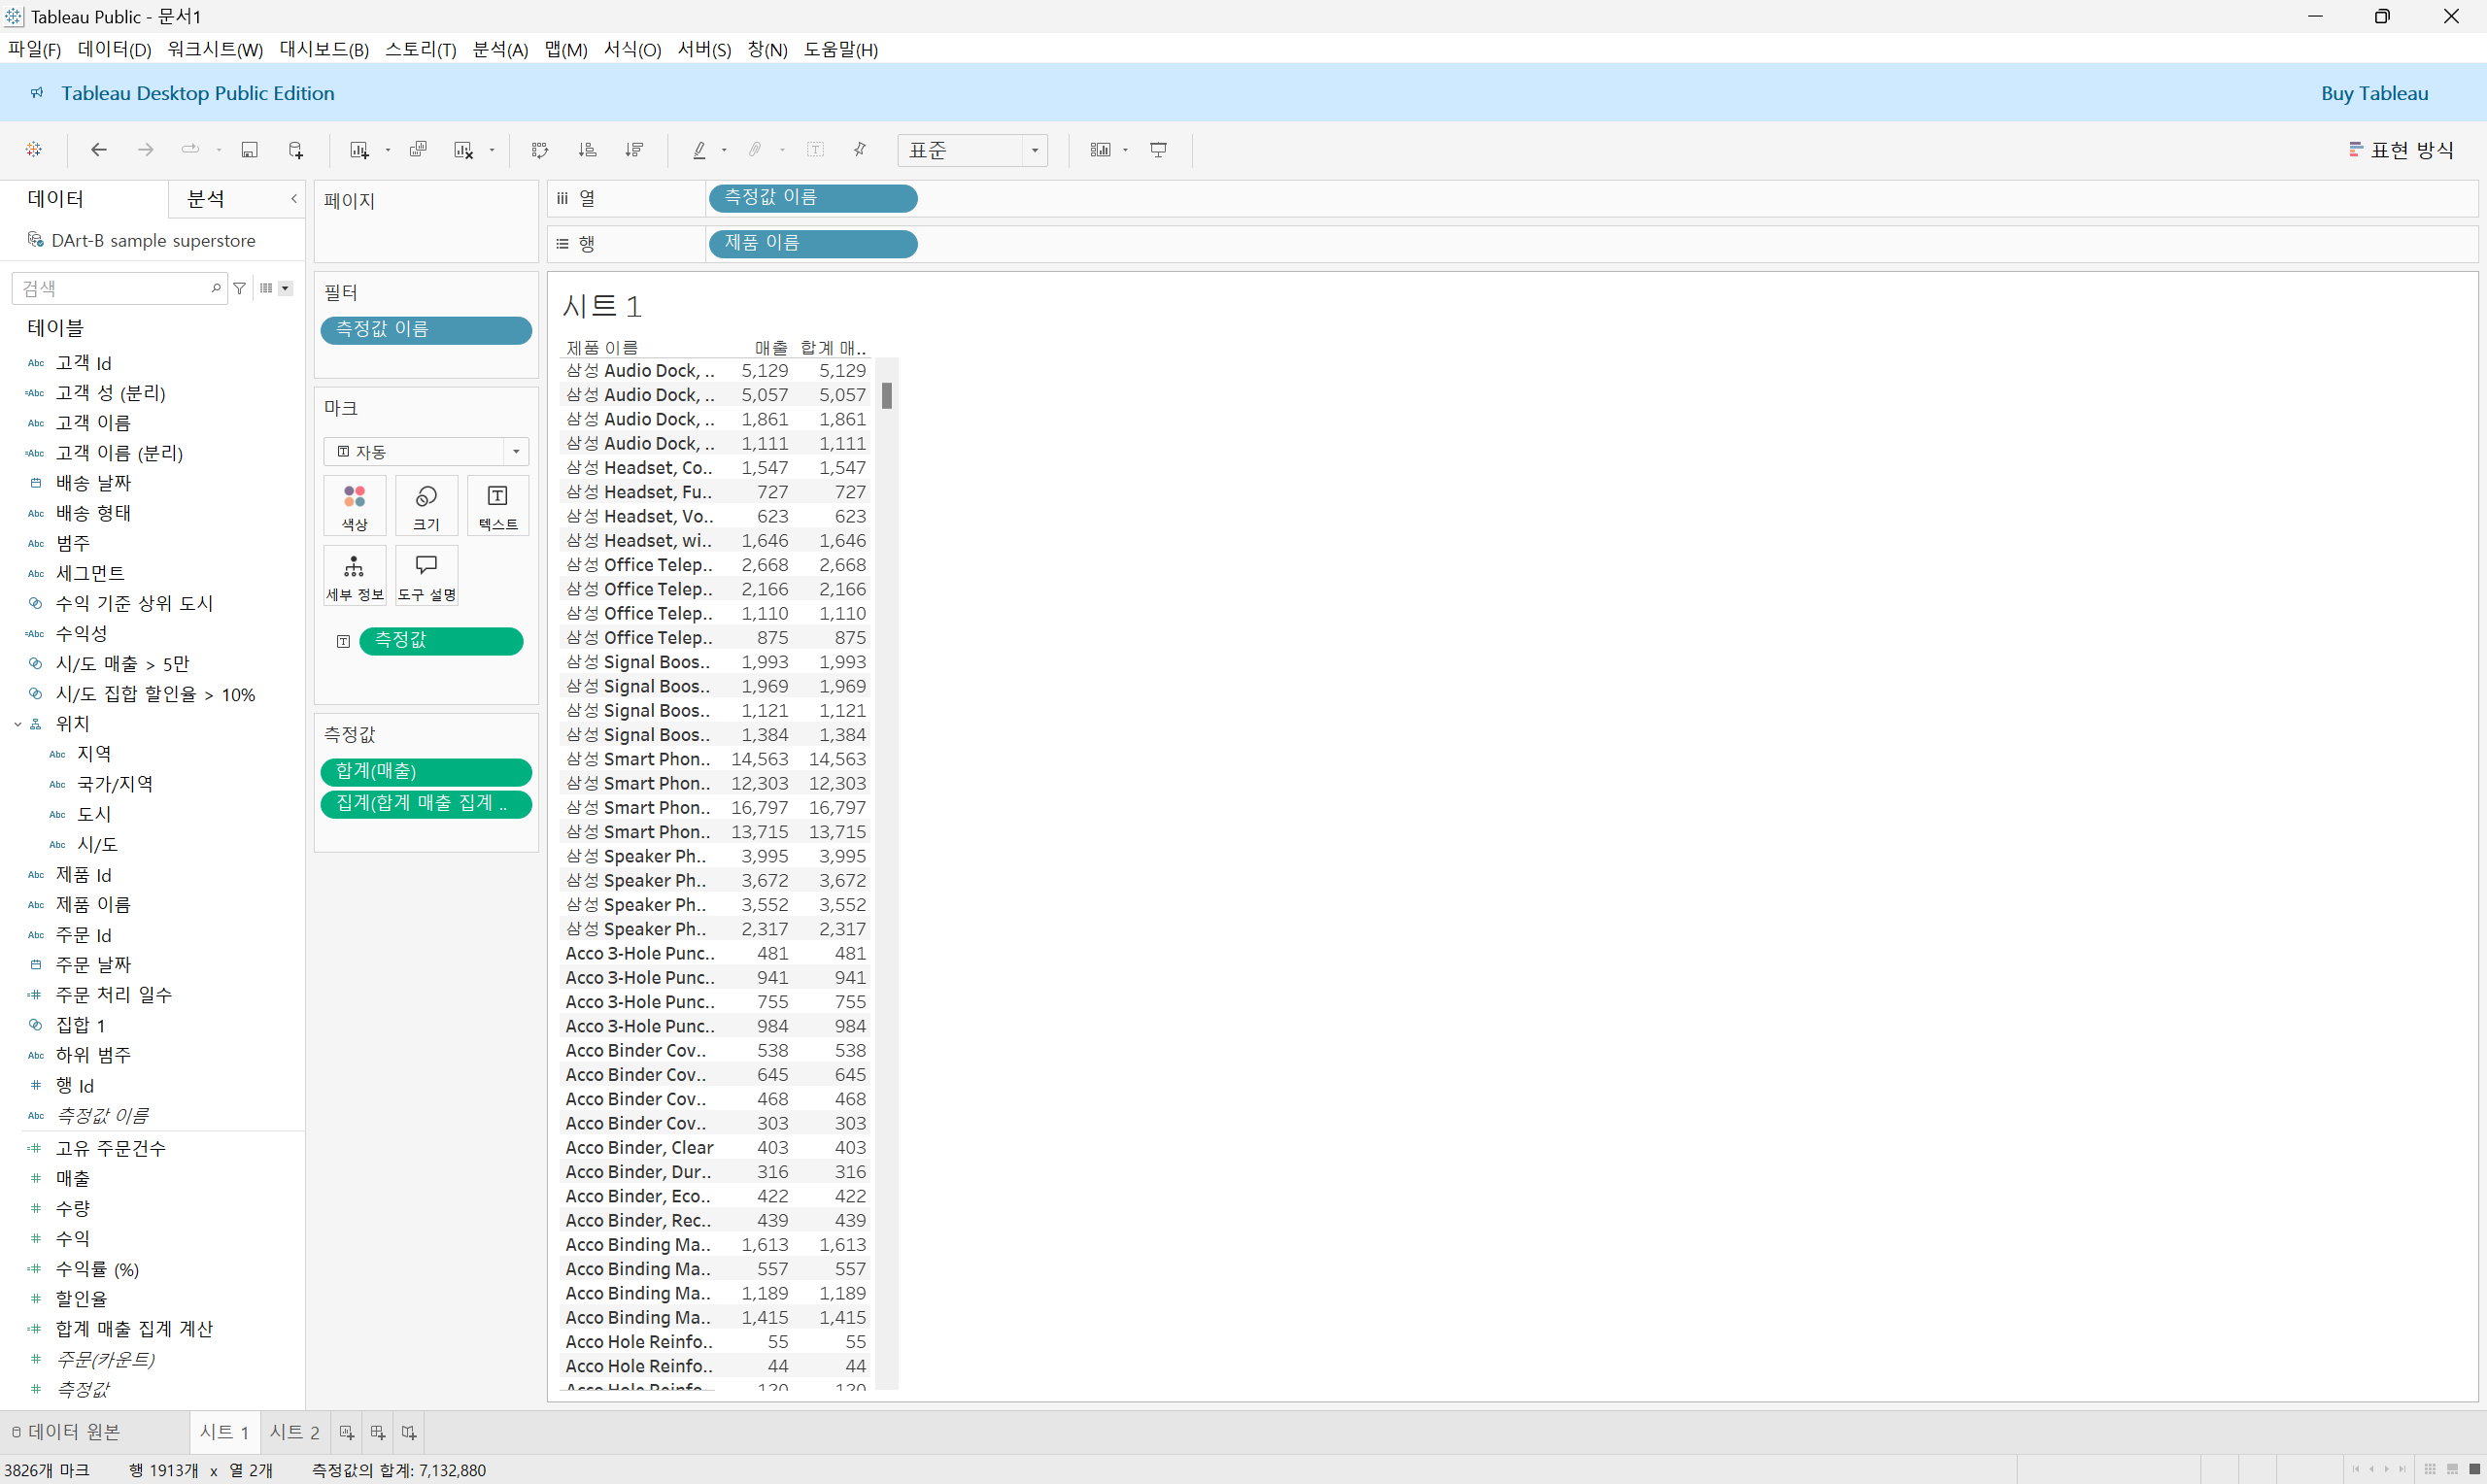 Tableau Public - 문서1
파일(F) 데이터(D) 워크시트(W) 대시보드(B) 스토리(T) 분석(A) 맵(M) 서식(O) 서버(S) 창(N) 도움말(H)
Tableau Desktop Public Edition
Buy Tableau
표준
표현 방식
데이터
분석
DArt-B sample superstore
검색
테이블
Abc 고객 Id
=Abc 고객 성 (분리)
Abc 고객 이름
=Abc 고객 이름 (분리)
배송 날짜
Abc 배송 형태
Abc 범주
Abc 세그먼트
수익 기준 상위 도시
=Abc 수익성
시/도 매출 > 5만
시/도 집합 할인율 > 10%
위치
Abc 지역
Abc 국가/지역
Abc 도시
Abc 시/도
Abc 제품 Id
Abc 제품 이름
Abc 주문 Id
주문 날짜
=# 주문 처리 일수
집합 1
Abc 하위 범주
# 행 Id
Abc 측정값 이름
=# 고유 주문건수
# 매출
# 수량
# 수익
=# 수익률 (%)
# 할인율
=# 합계 매출 집계 계산
# 주문(카운트)
# 측정값
페이지
필터
측정값 이름
마크
자동
색상
크기
텍스트
세부 정보
도구 설명
측정값
측정값
합계(매출)
집계(합계 매출 집계 ..
열
측정값 이름
행
제품 이름
시트 1
제품 이름 매출 합계 매..
삼성 Audio Dock, .. 5,129 5,129
삼성 Audio Dock, .. 5,057 5,057
삼성 Audio Dock, .. 1,861 1,861
삼성 Audio Dock, .. 1,111 1,111
삼성 Headset, Co.. 1,547 1,547
삼성 Headset, Fu.. 727 727
삼성 Headset, Vo.. 623 623
삼성 Headset, wi.. 1,646 1,646
삼성 Office Telep.. 2,668 2,668
삼성 Office Telep.. 2,166 2,166
삼성 Office Telep.. 1,110 1,110
삼성 Office Telep.. 875 875
삼성 Signal Boos.. 1,993 1,993
삼성 Signal Boos.. 1,969 1,969
삼성 Signal Boos.. 1,121 1,121
삼성 Signal Boos.. 1,384 1,384
삼성 Smart Phon.. 14,563 14,563
삼성 Smart Phon.. 12,303 12,303
삼성 Smart Phon.. 16,797 16,797
삼성 Smart Phon.. 13,715 13,715
삼성 Speaker Ph.. 3,995 3,995
삼성 Speaker Ph.. 3,672 3,672
삼성 Speaker Ph.. 3,552 3,552
삼성 Speaker Ph.. 2,317 2,317
Acco 3-Hole Punc.. 481 481
Acco 3-Hole Punc.. 941 941
Acco 3-Hole Punc.. 755 755
Acco 3-Hole Punc.. 984 984
Acco Binder Cov.. 538 538
Acco Binder Cov.. 645 645
Acco Binder Cov.. 468 468
Acco Binder Cov.. 303 303
Acco Binder, Clear 403 403
Acco Binder, Dur.. 316 316
Acco Binder, Eco.. 422 422
Acco Binder, Rec.. 439 439
Acco Binding Ma.. 1,613 1,613
Acco Binding Ma.. 557 557
Acco Binding Ma.. 1,189 1,189
Acco Binding Ma.. 1,415 1,415
Acco Hole Reinfo.. 55 55
Acco Hole Reinfo.. 44 44
Acco Hole Reinfo.. 120 120
데이터 원본
시트 1
시트 2
3826개 마크 행 1913개 x 열 2개 측정값의 합계: 7,132,880